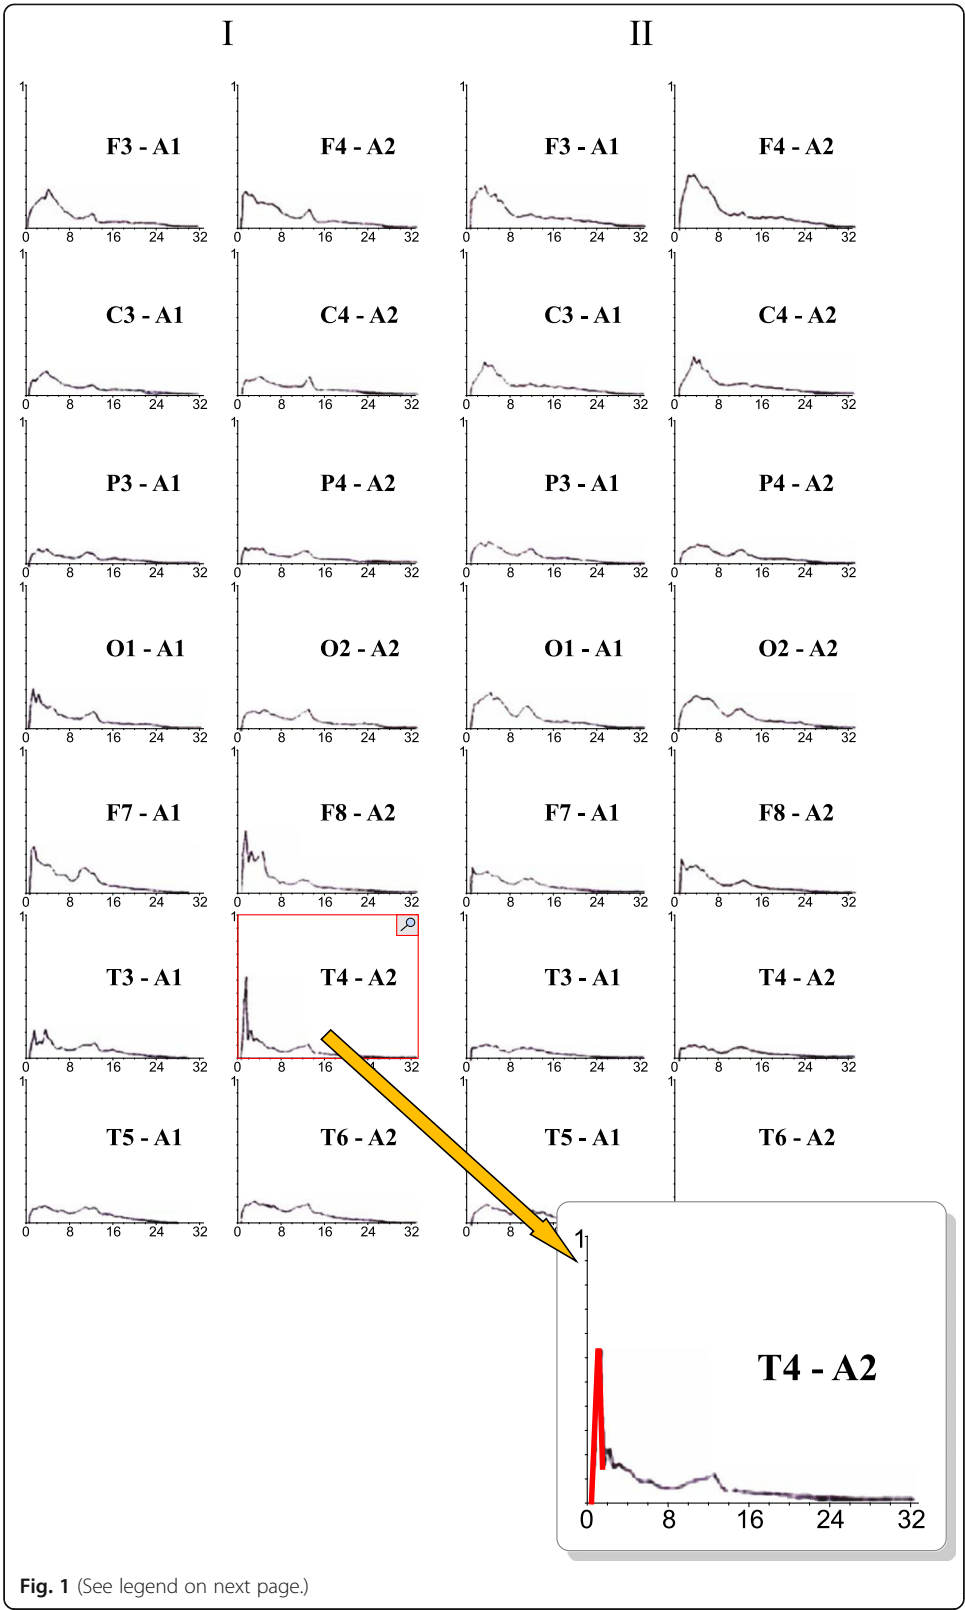 I II
1 1 1 1
F3 - A1 F4 - A2 F3 - A1 F4 - A2
0 8 16 24 32 0 8 16 24 32 0 8 16 24 32 0 8 16 24 32
1 1 1 1
C3 - A1 C4 - A2 C3 - A1 C4 - A2
0 8 16 24 32 0 8 16 24 32 0 8 16 24 32 0 8 16 24 32
1 1 1 1
P3 - A1 P4 - A2 P3 - A1 P4 - A2
0 8 16 24 32 0 8 16 24 32 0 8 16 24 32 0 8 16 24 32
1 1 1 1
O1 - A1 O2 - A2 O1 - A1 O2 - A2
0 8 16 24 32 0 8 16 24 32 0 8 16 24 32 0 8 16 24 32
1 1 1 1
F7 - A1 F8 - A2 F7 - A1 F8 - A2
0 8 16 24 32 0 8 16 24 32 0 8 16 24 32 0 8 16 24 32
1 1 1 1
T3 - A1 T4 - A2 T3 - A1 T4 - A2
0 8 16 24 32 0 8 16 24 32 0 8 16 24 32 0 8 16 24 32
1 1 1 1
T5 - A1 T6 - A2 T5 - A1 T6 - A2
0 8 16 24 32 0 8 16 24 32 0 8
1
T4 - A2
0 8 16 24 32
Fig. 1 (See legend on next page.)